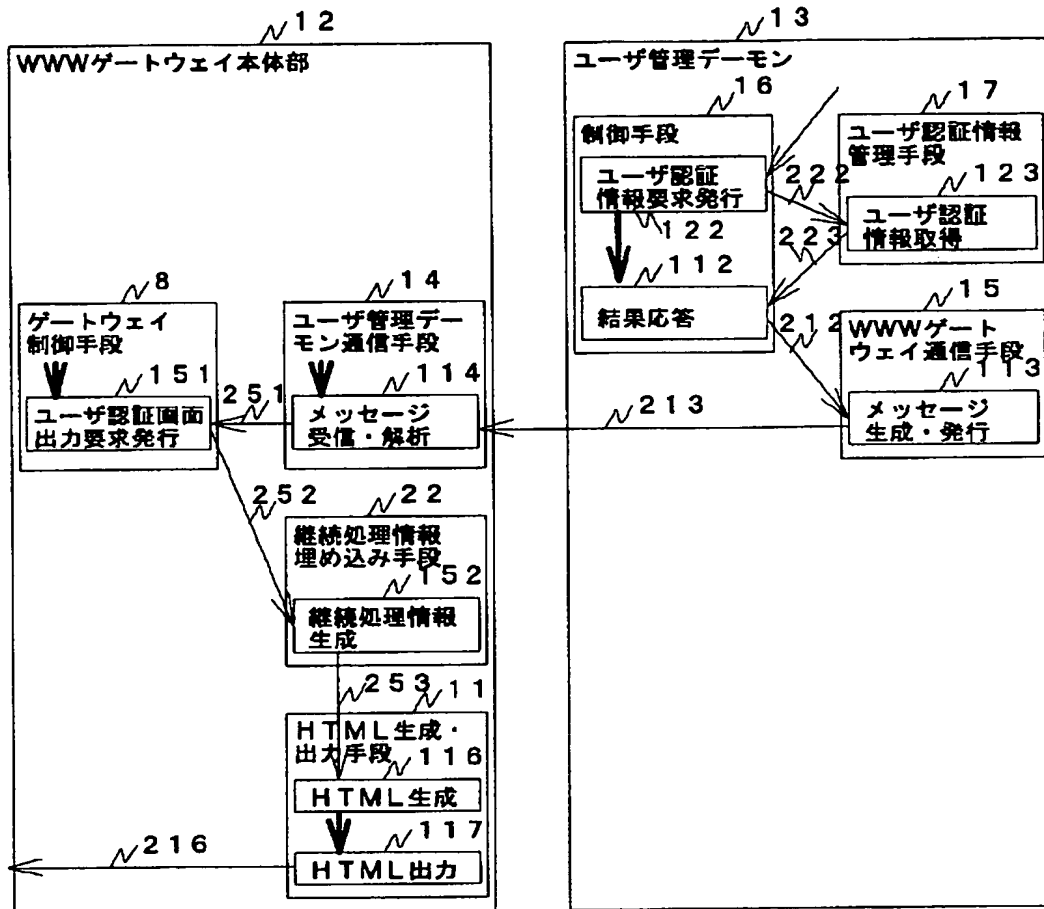 12
WWWゲートウェイ本体部
13
ユーザ管理デーモン
16
制御手段
ユーザ認証
情報要求発行
122
17
ユーザ認証情報
管理手段
222
123
ユーザ認証
情報取得
223
112
結果応答
212
15
WWWゲート
ウェイ通信手段
113
メッセージ
生成・発行
213
8
ゲートウェイ
制御手段
151
ユーザ認証画面
出力要求発行
251
14
ユーザ管理デー
モン通信手段
114
メッセージ
受信・解析
252
22
継続処理情報
埋め込み手段
152
継続処理情報
生成
253
11
HTML生成・
出力手段
116
HTML生成
117
HTML出力
216